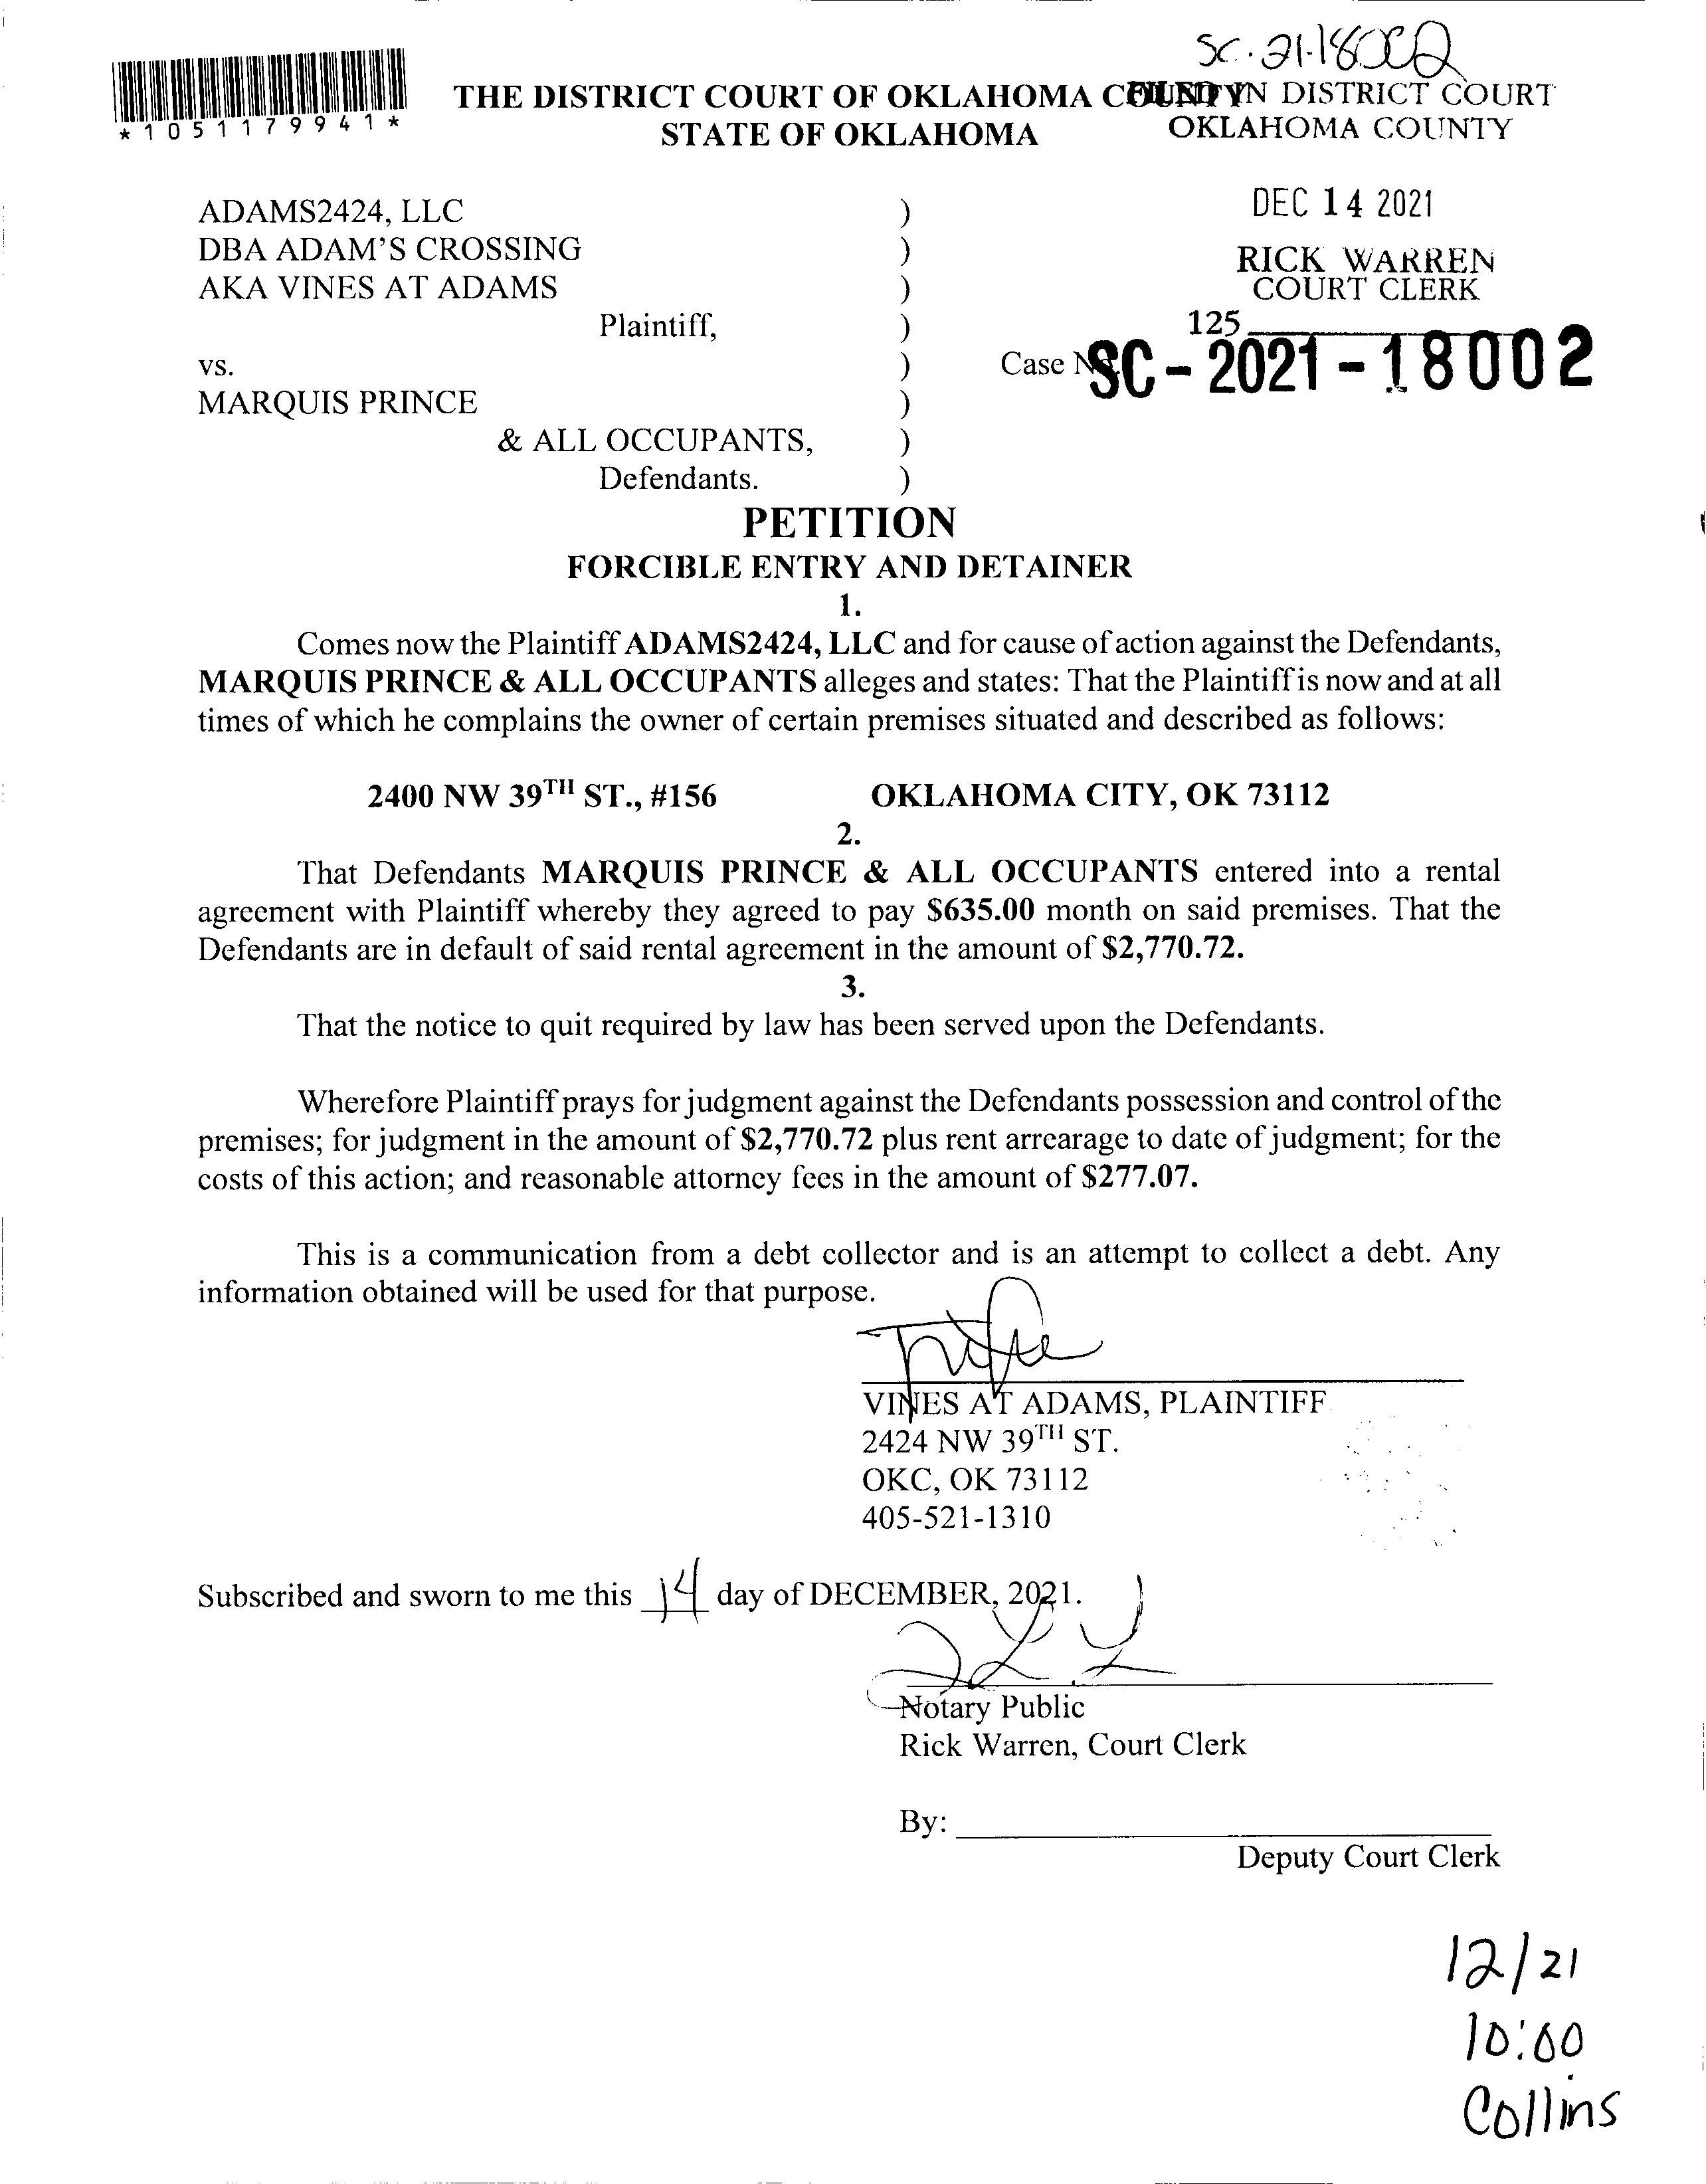 SC-21-18002
*1051179941*
THE DISTRICT COURT OF OKLAHOMA COUNTY
STATE OF OKLAHOMA
FILED IN DISTRICT COURT
OKLAHOMA COUNTY
DEC 14 2021
RICK WARREN
COURT CLERK
125
ADAMS2424, LLC )
DBA ADAM'S CROSSING )
AKA VINES AT ADAMS )
Plaintiff, )
vs. ) Case No. SC-2021-18002
MARQUIS PRINCE )
& ALL OCCUPANTS, )
Defendants. )
PETITION
FORCIBLE ENTRY AND DETAINER
1.
Comes now the Plaintiff ADAMS2424, LLC and for cause of action against the Defendants,
MARQUIS PRINCE & ALL OCCUPANTS alleges and states: That the Plaintiff is now and at all
times of which he complains the owner of certain premises situated and described as follows:
2400 NW 39TH ST., #156 OKLAHOMA CITY, OK 73112
2.
That Defendants MARQUIS PRINCE & ALL OCCUPANTS entered into a rental
agreement with Plaintiff whereby they agreed to pay $635.00 month on said premises. That the
Defendants are in default of said rental agreement in the amount of $2,770.72.
3.
That the notice to quit required by law has been served upon the Defendants.
Wherefore Plaintiff prays for judgment against the Defendants possession and control of the
premises; for judgment in the amount of $2,770.72 plus rent arrearage to date of judgment; for the
costs of this action; and reasonable attorney fees in the amount of $277.07.
This is a communication from a debt collector and is an attempt to collect a debt. Any
information obtained will be used for that purpose.
VINES AT ADAMS, PLAINTIFF
2424 NW 39TH ST.
OKC, OK 73112
405-521-1310
Subscribed and sworn to me this 14 day of DECEMBER, 2021.
Notary Public
Rick Warren, Court Clerk
By:
Deputy Court Clerk
12/21
10:00
Collins